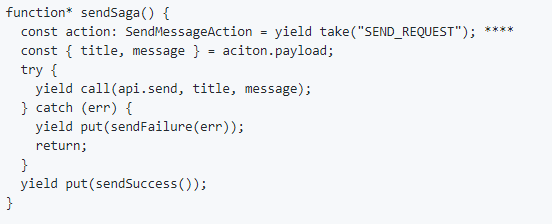 function* sendSaga() {
  const action: SendMessageAction = yield take("SEND_REQUEST"); ****
  const { title, message } = aciton.payload;
  try {
    yield call(api.send, title, message);
  } catch (err) {
    yield put(sendFailure(err));
    return;
  }
  yield put(sendSuccess());
}